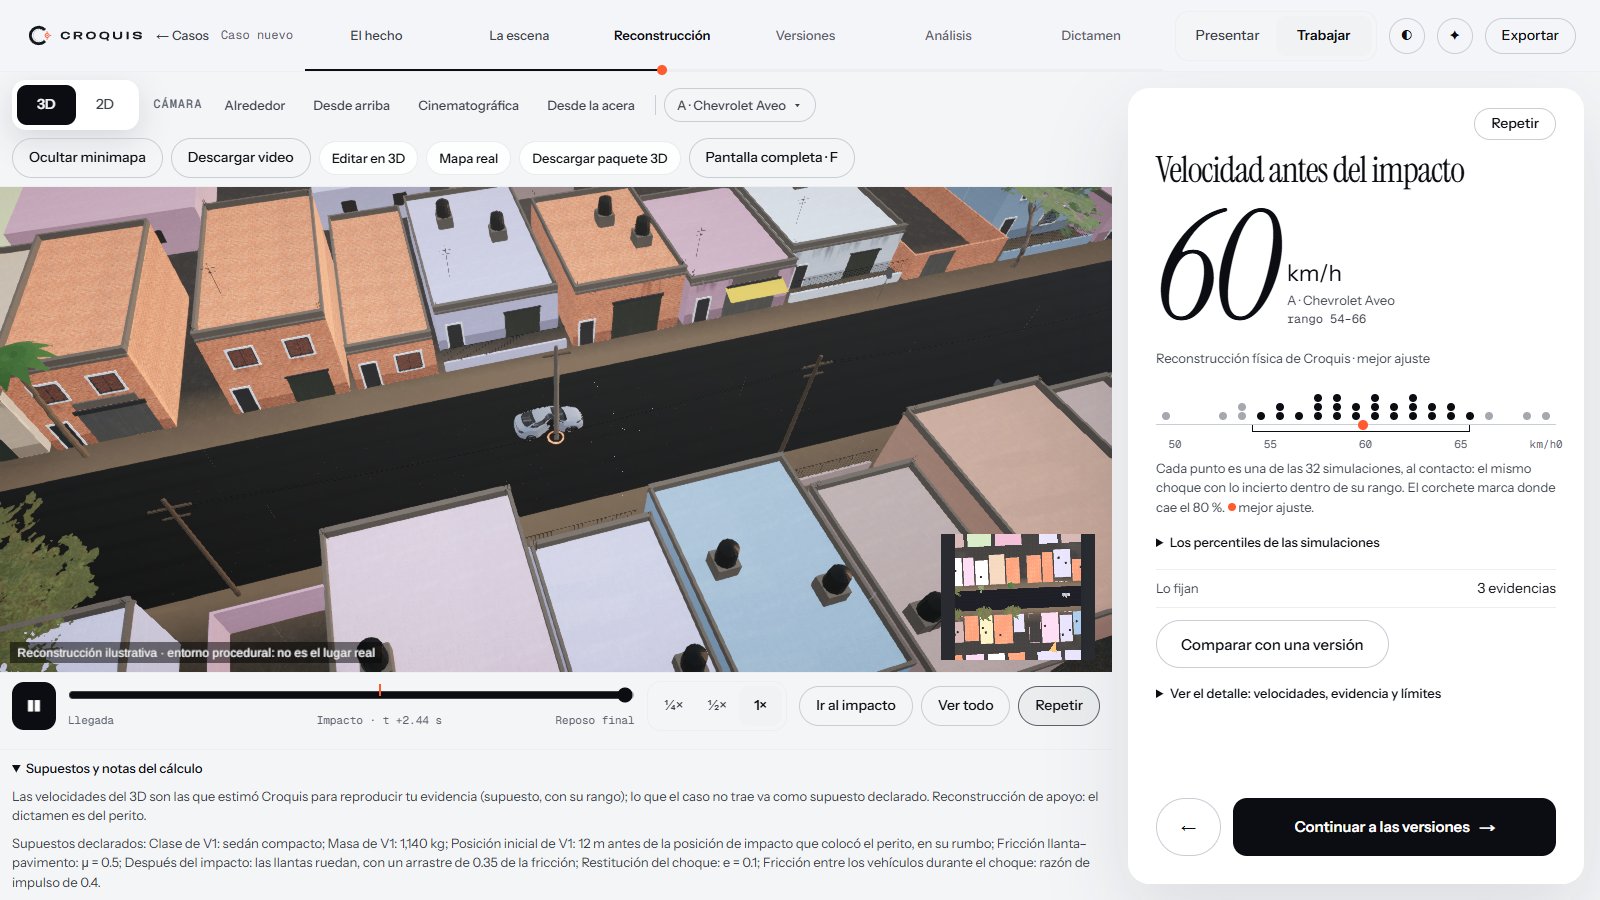 CROQUIS
← Casos
Caso nuevo
El hecho
La escena
Reconstrucción
Versiones
Análisis
Dictamen
Presentar
Trabajar
Exportar
3D
2D
CÁMARA
Alrededor
Desde arriba
Cinematográfica
Desde la acera
A · Chevrolet Aveo
Ocultar minimapa
Descargar video
Editar en 3D
Mapa real
Descargar paquete 3D
Pantalla completa · F
Reconstrucción ilustrativa · entorno procedural: no es el lugar real
Llegada
Impacto · t +2.44 s
Reposo final
¼×
½×
1×
Ir al impacto
Ver todo
Repetir
▼ Supuestos y notas del cálculo
Las velocidades del 3D son las que estimó Croquis para reproducir tu evidencia (supuesto, con su rango); lo que el caso no trae va como supuesto declarado. Reconstrucción de apoyo: el
dictamen es del perito.
Supuestos declarados: Clase de V1: sedán compacto; Masa de V1: 1,140 kg; Posición inicial de V1: 12 m antes de la posición de impacto que colocó el perito, en su rumbo; Fricción llanta–
pavimento: μ = 0.5; Después del impacto: las llantas ruedan, con un arrastre de 0.35 de la fricción; Restitución del choque: e = 0.1; Fricción entre los vehículos durante el choque: razón de
impulso de 0.4.
Repetir
Velocidad antes del impacto
60
km/h
A · Chevrolet Aveo
rango 54–66
Reconstrucción física de Croquis · mejor ajuste
50
55
60
65
km/h0
Cada punto es una de las 32 simulaciones, al contacto: el mismo
choque con lo incierto dentro de su rango. El corchete marca donde
cae el 80 %. mejor ajuste.
▶ Los percentiles de las simulaciones
Lo fijan
3 evidencias
Comparar con una versión
▶ Ver el detalle: velocidades, evidencia y límites
←
Continuar a las versiones →